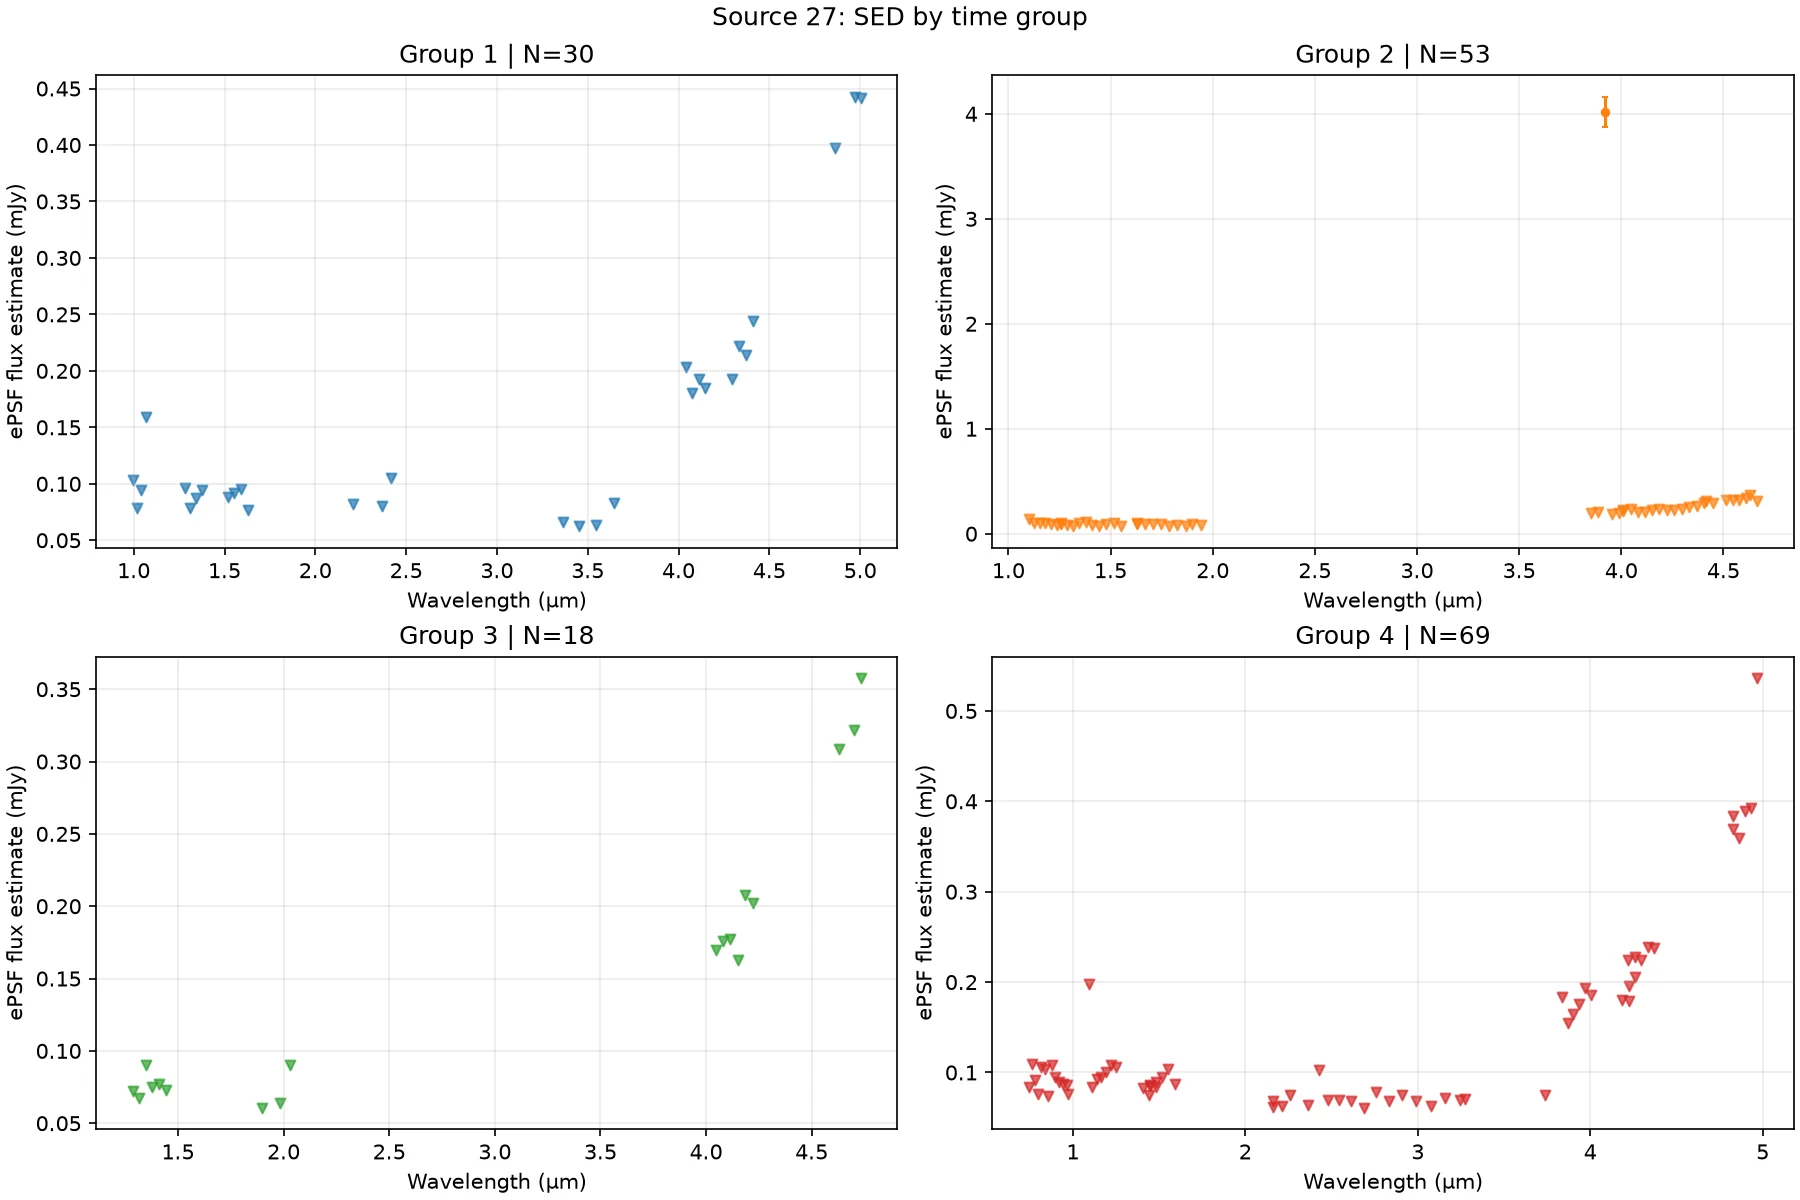 Source 27: SED by time group
Group 1 | N=30
ePSF flux estimate (mJy)
0.45
0.40
0.35
0.30
0.25
0.20
0.15
0.10
0.05
1.0 1.5 2.0 2.5 3.0 3.5 4.0 4.5 5.0
Wavelength (μm)
Group 2 | N=53
ePSF flux estimate (mJy)
4
3
2
1
0
1.0 1.5 2.0 2.5 3.0 3.5 4.0 4.5
Wavelength (μm)
Group 3 | N=18
ePSF flux estimate (mJy)
0.35
0.30
0.25
0.20
0.15
0.10
0.05
1.5 2.0 2.5 3.0 3.5 4.0 4.5
Wavelength (μm)
Group 4 | N=69
ePSF flux estimate (mJy)
0.5
0.4
0.3
0.2
0.1
1 2 3 4 5
Wavelength (μm)